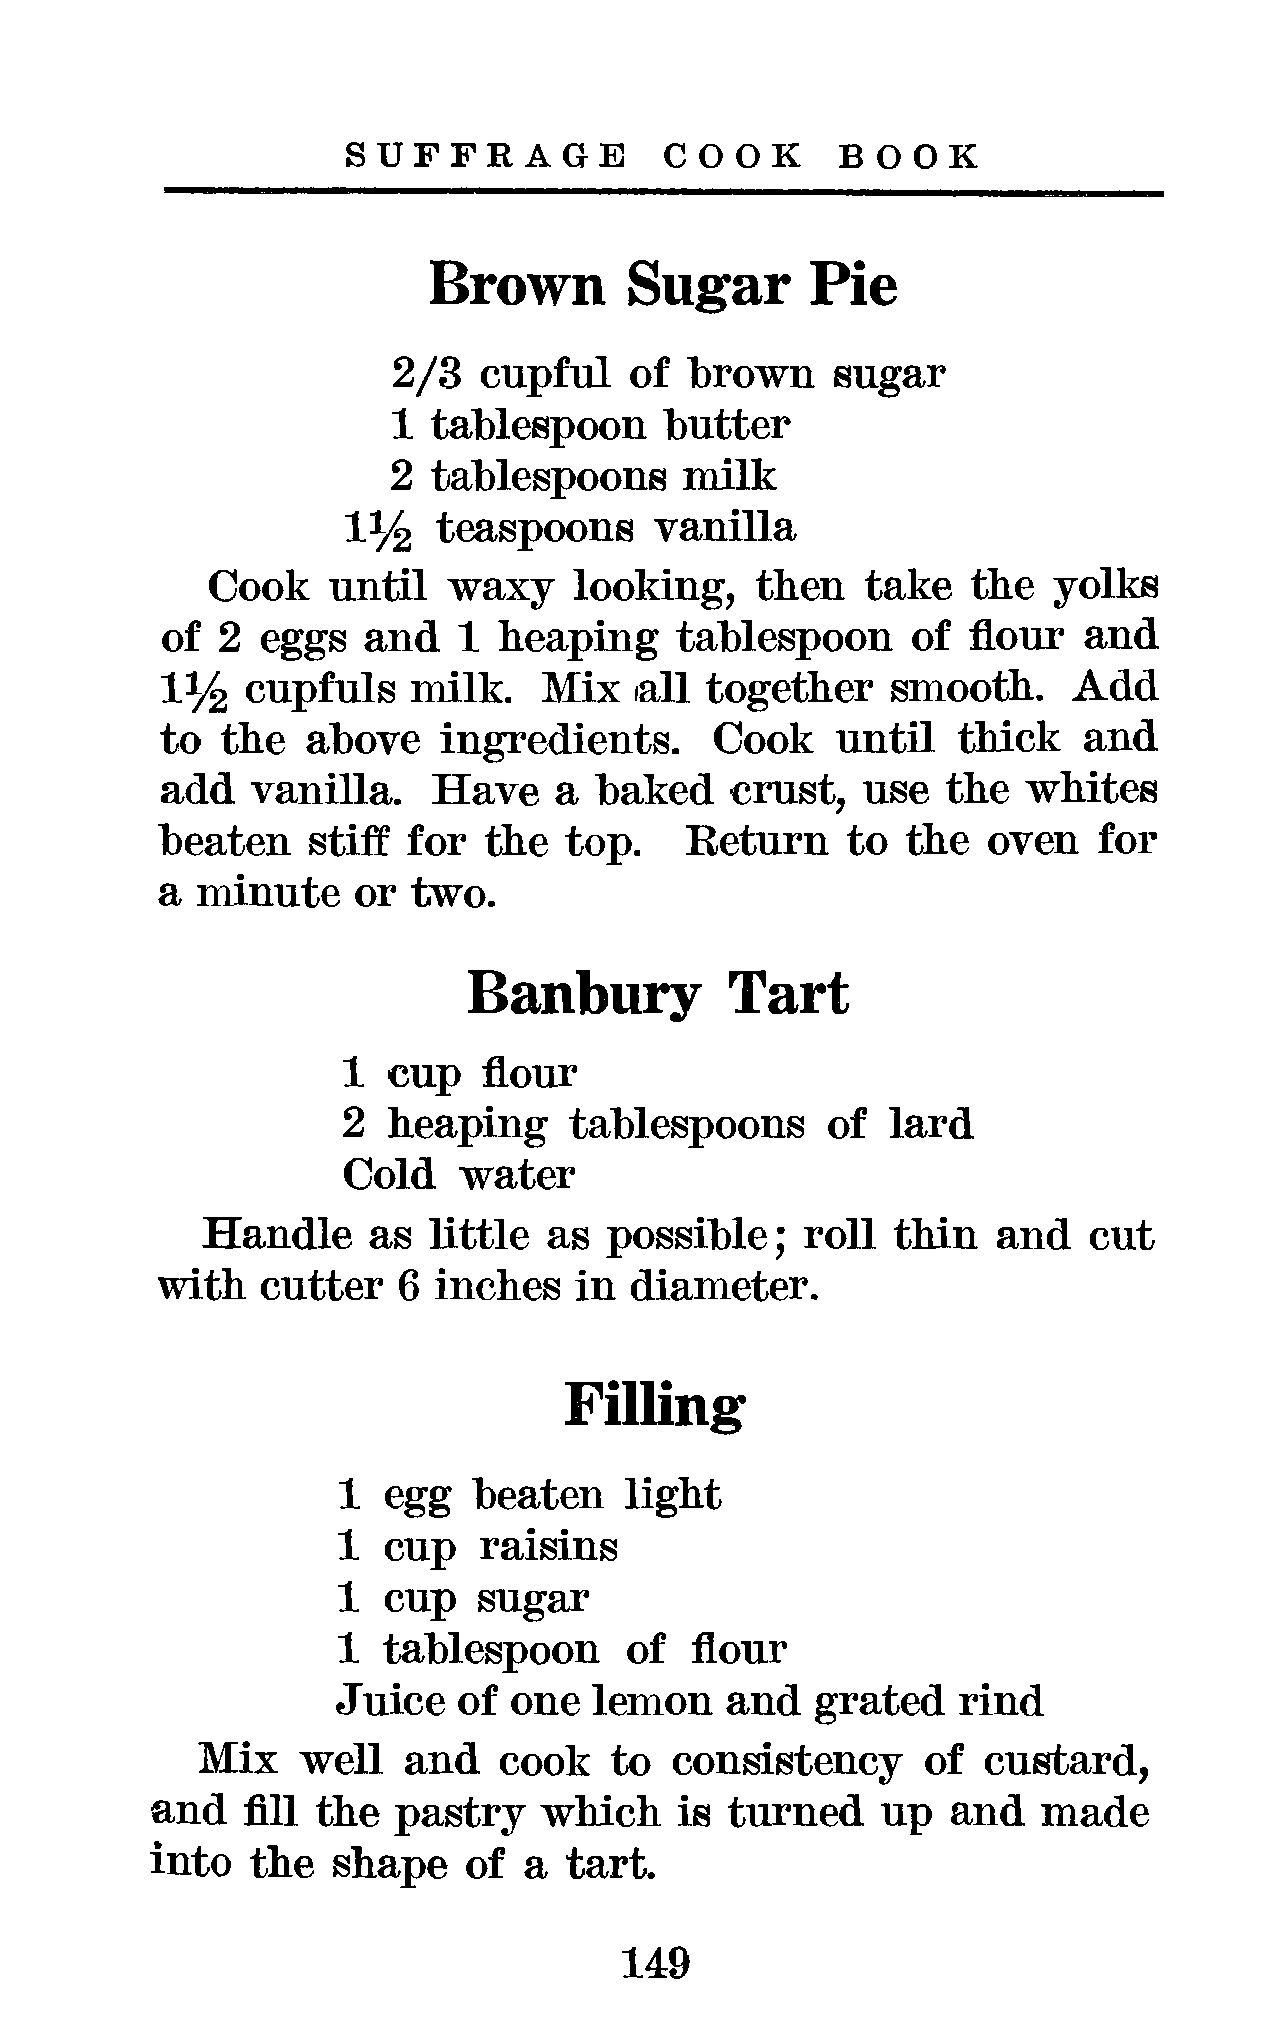 SUFFRAGE COOK BOOK
Brown Sugar Pie
2/3 cupful of brown sugar
1 tablespoon butter
2 tablespoons milk
1½ teaspoons vanilla
Cook until waxy looking, then take the yolks
of 2 eggs and 1 heaping tablespoon of flour and
1½ cupfuls milk. Mix all together smooth. Add
to the above ingredients. Cook until thick and
add vanilla. Have a baked crust, use the whites
beaten stiff for the top. Return to the oven for
a minute or two.
Banbury Tart
1 cup flour
2 heaping tablespoons of lard
Cold water
Handle as little as possible; roll thin and cut
with cutter 6 inches in diameter.
Filling
1 egg beaten light
1 cup raisins
1 cup sugar
1 tablespoon of flour
Juice of one lemon and grated rind
Mix well and cook to consistency of custard,
and fill the pastry which is turned up and made
into the shape of a tart.
149